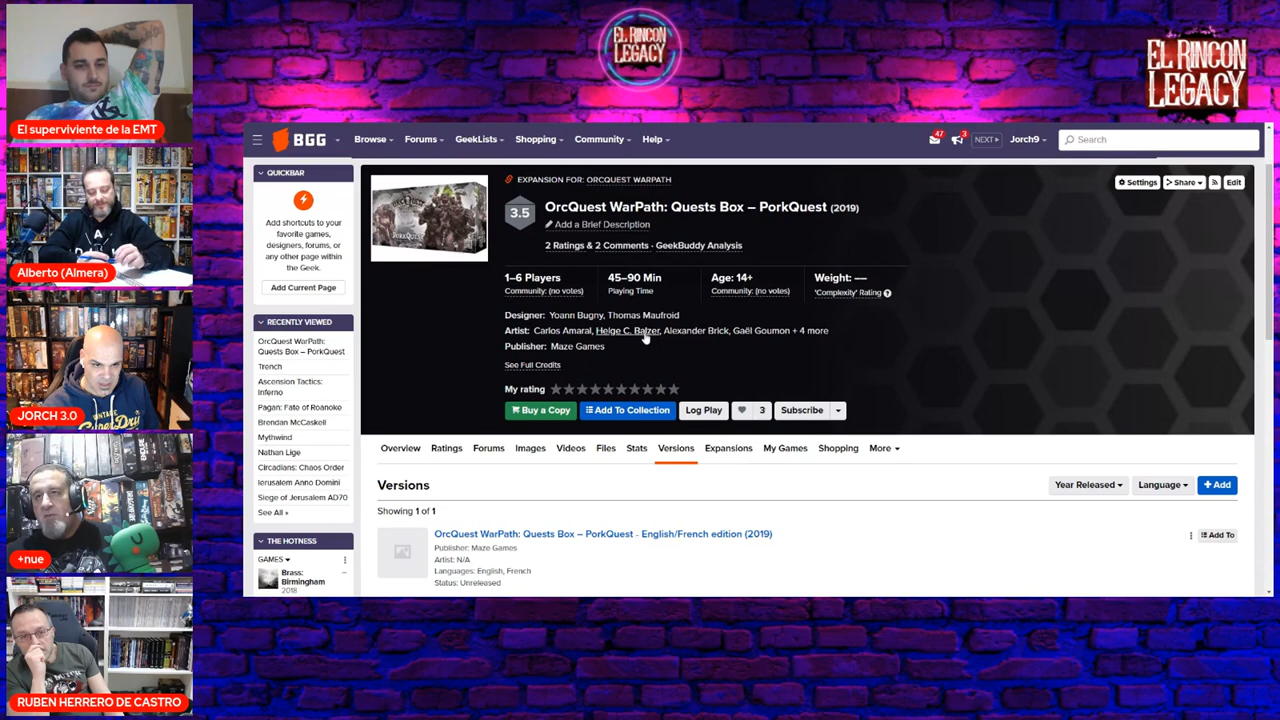 EL RINCON
LEGACY
EL RINCON
LEGACY
El superviviente de la EMT
Alberto (Almera)
JORCH 3.0
+nue
RUBEN HERRERO DE CASTRO
BGG
Browse
Forums
GeekLists
Shopping
Community
Help
47
3
NEXT
Jorch9
Search
QUICKBAR
Add shortcuts to your
favorite games,
designers, forums, or
any other page within
the Geek.
Add Current Page
RECENTLY VIEWED
OrcQuest WarPath:
Quests Box – PorkQuest
Trench
Ascension Tactics:
Inferno
Pagan: Fate of Roanoke
Brendan McCaskell
Mythwind
Nathan Lige
Circadians: Chaos Order
Ierusalem Anno Domini
Siege of Jerusalem AD70
See All »
THE HOTNESS
GAMES
Brass:
Birmingham
2018
EXPANSION FOR: ORCQUEST WARPATH
Settings
Share
Edit
3.5
OrcQuest WarPath: Quests Box – PorkQuest (2019)
Add a Brief Description
2 Ratings & 2 Comments · GeekBuddy Analysis
1–6 Players
Community: (no votes)
45–90 Min
Playing Time
Age: 14+
Community: (no votes)
Weight: —
'Complexity' Rating
Designer: Yoann Bugny, Thomas Maufroid
Artist: Carlos Amaral, Helge C. Balzer, Alexander Brick, Gaël Goumon + 4 more
Publisher: Maze Games
See Full Credits
My rating
Buy a Copy
Add To Collection
Log Play
3
Subscribe
Overview
Ratings
Forums
Images
Videos
Files
Stats
Versions
Expansions
My Games
Shopping
More
Versions
Year Released
Language
+ Add
Showing 1 of 1
OrcQuest WarPath: Quests Box – PorkQuest - English/French edition (2019)
Add To
Publisher: Maze Games
Artist: N/A
Languages: English, French
Status: Unreleased